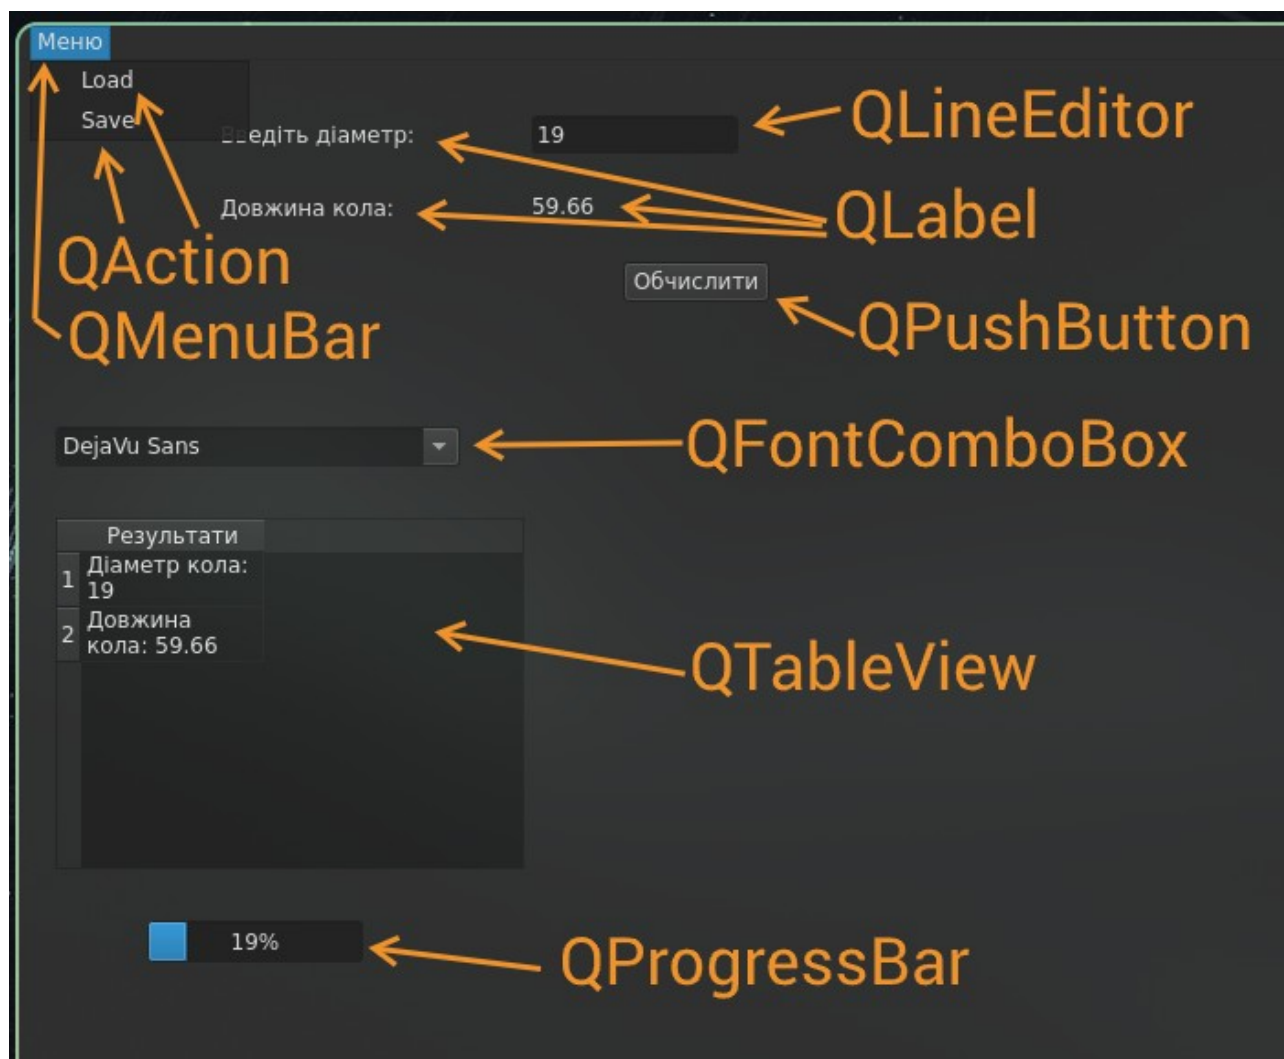 Меню
Load
Save
Введіть діаметр:
19
QLineEditor
Довжина кола:
59.66
QLabel
QAction
Обчислити
QMenuBar
QPushButton
DejaVu Sans
QFontComboBox
Результати
1 Діаметр кола:
19
2 Довжина
кола: 59.66
QTableView
19%
QProgressBar